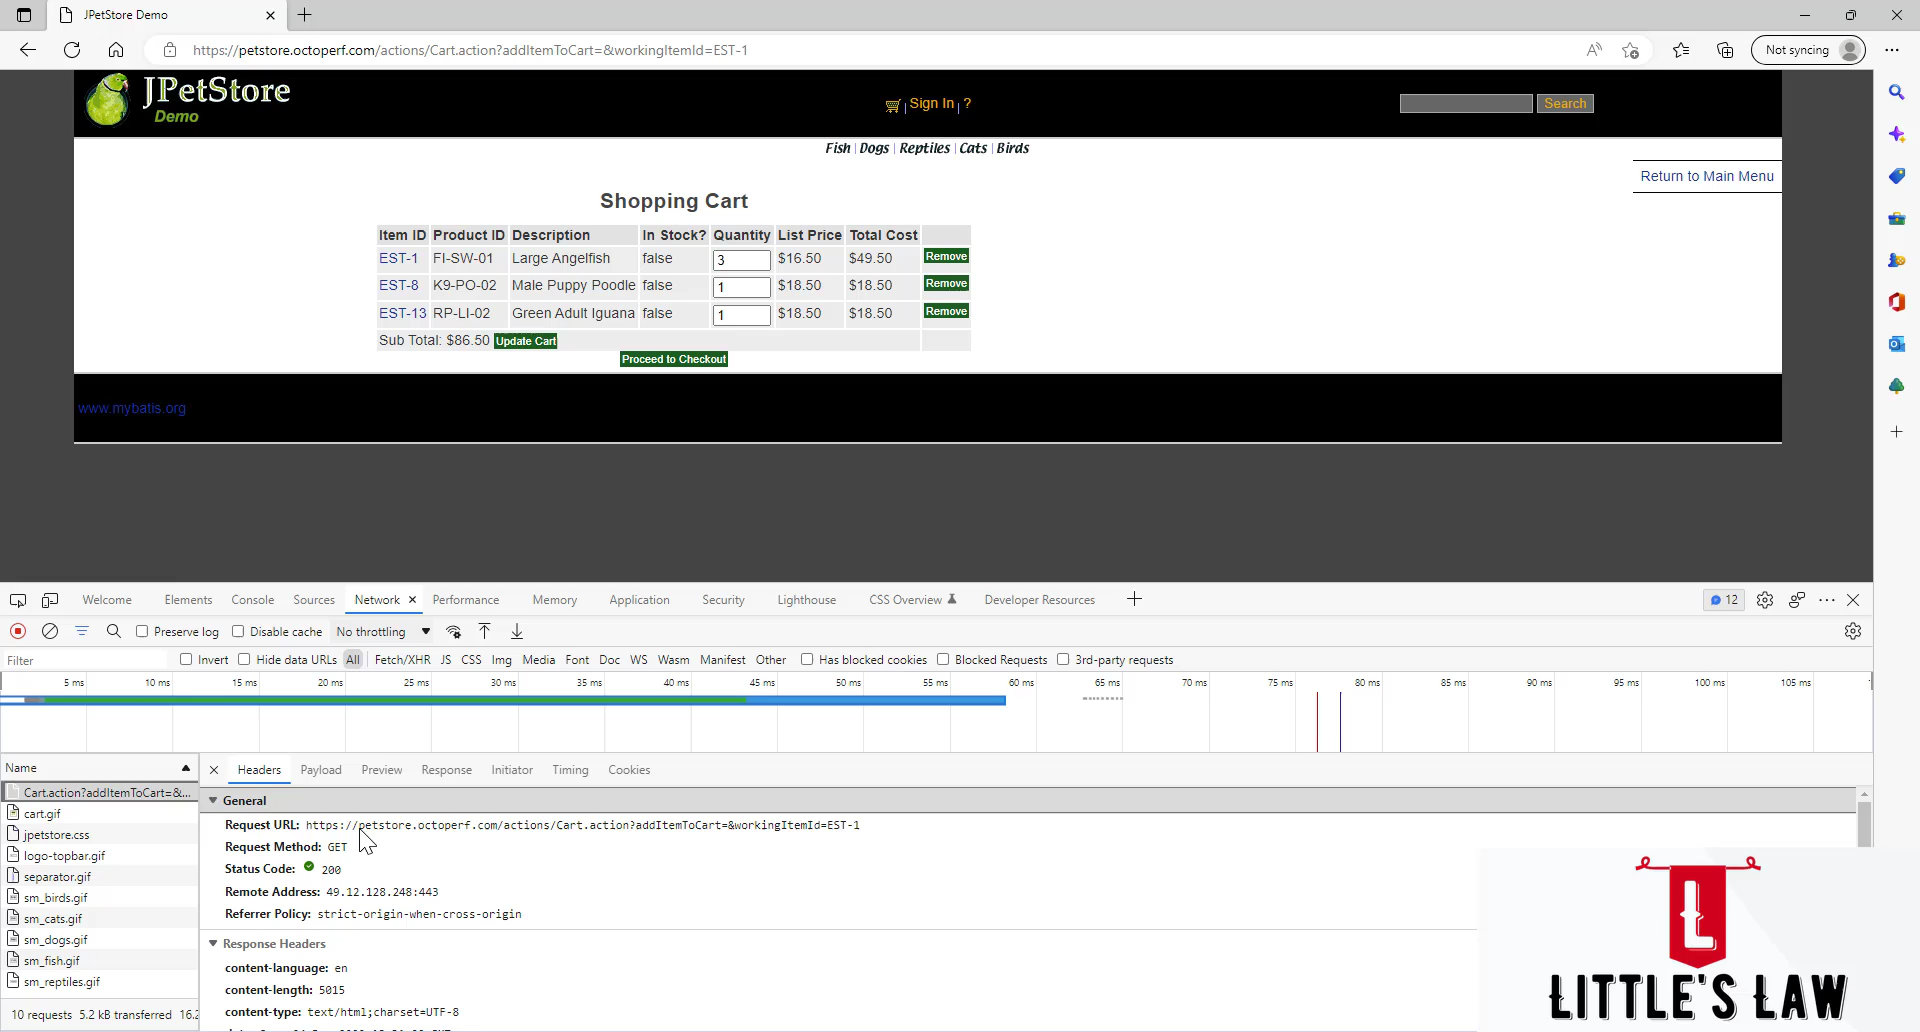 JPetStore Demo
https://petstore.octoperf.com/actions/Cart.action?addItemToCart=&workingItemId=EST-1
Not syncing
JPetStore
Demo
Sign In | ?
Search
Fish | Dogs | Reptiles | Cats | Birds
Return to Main Menu
Shopping Cart
Item ID Product ID Description In Stock? Quantity List Price Total Cost
EST-1 FI-SW-01 Large Angelfish false 3 $16.50 $49.50 Remove
EST-8 K9-PO-02 Male Puppy Poodle false 1 $18.50 $18.50 Remove
EST-13 RP-LI-02 Green Adult Iguana false 1 $18.50 $18.50 Remove
Sub Total: $86.50 Update Cart
Proceed to Checkout
www.mybatis.org
Welcome Elements Console Sources Network Performance Memory Application Security Lighthouse CSS Overview Developer Resources 12
Preserve log Disable cache No throttling
Filter Invert Hide data URLs All Fetch/XHR JS CSS Img Media Font Doc WS Wasm Manifest Other Has blocked cookies Blocked Requests 3rd-party requests
5 ms 10 ms 15 ms 20 ms 25 ms 30 ms 35 ms 40 ms 45 ms 50 ms 55 ms 60 ms 65 ms 70 ms 75 ms 80 ms 85 ms 90 ms 95 ms 100 ms 105 ms
Name
Cart.action?addItemToCart=&...
cart.gif
jpetstore.css
logo-topbar.gif
separator.gif
sm_birds.gif
sm_cats.gif
sm_dogs.gif
sm_fish.gif
sm_reptiles.gif
10 requests 5.2 kB transferred 16.2
Headers Payload Preview Response Initiator Timing Cookies
General
Request URL: https://petstore.octoperf.com/actions/Cart.action?addItemToCart=&workingItemId=EST-1
Request Method: GET
Status Code: 200
Remote Address: 49.12.128.248:443
Referrer Policy: strict-origin-when-cross-origin
Response Headers
content-language: en
content-length: 5015
content-type: text/html;charset=UTF-8
L
LITTLE'S LAW